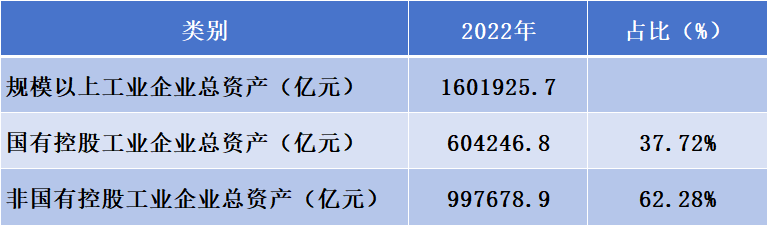 类别 2022年 占比（%）
规模以上工业企业总资产（亿元） 1601925.7
国有控股工业企业总资产（亿元） 604246.8 37.72%
非国有控股工业企业总资产（亿元） 997678.9 62.28%